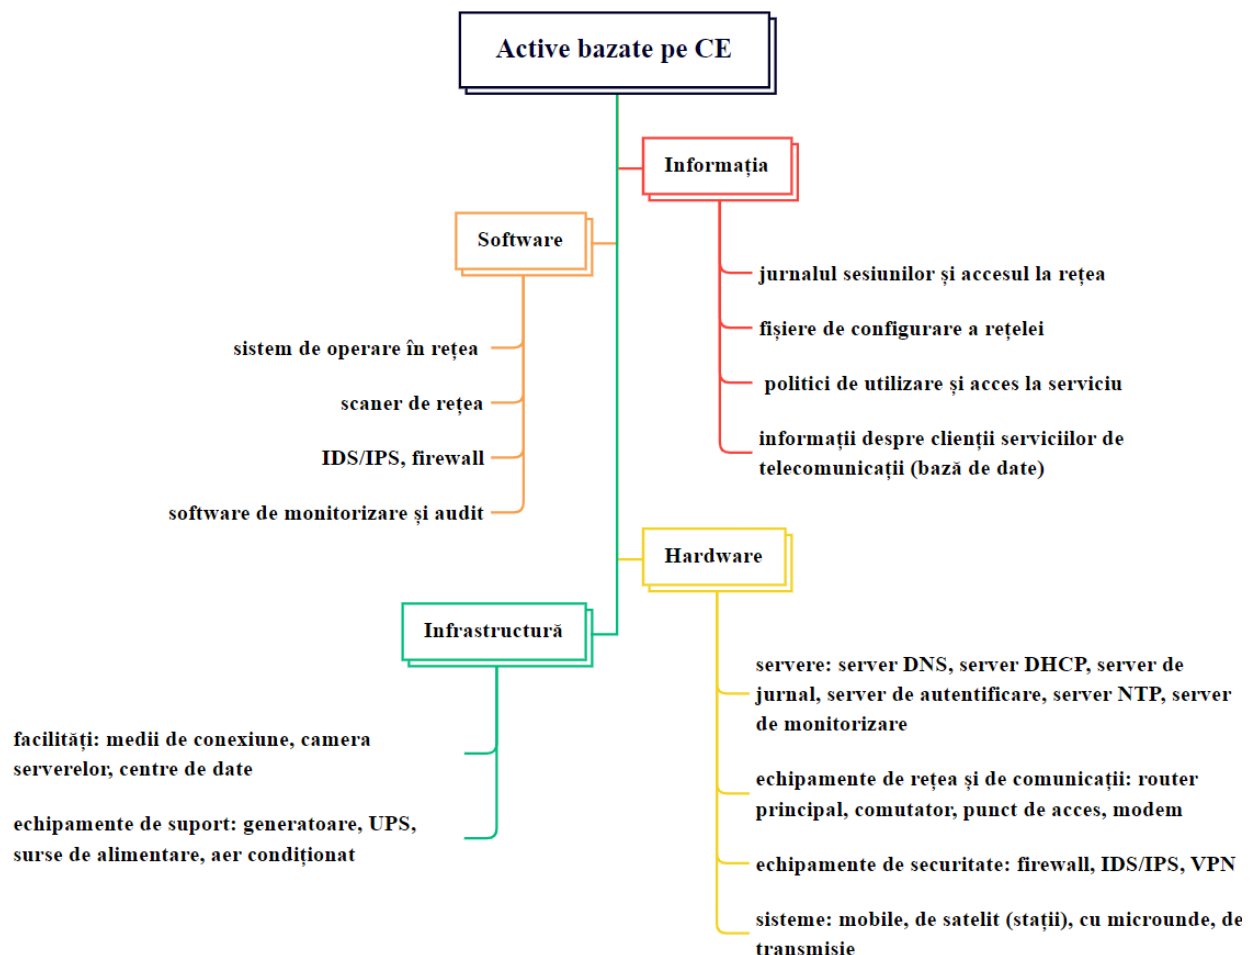 Active bazate pe CE
Informația
jurnalul sesiunilor și accesul la rețea
fișiere de configurare a rețelei
politici de utilizare și acces la serviciu
informații despre clienții serviciilor de
telecomunicații (bază de date)
Software
sistem de operare în rețea
scaner de rețea
IDS/IPS, firewall
software de monitorizare și audit
Hardware
servere: server DNS, server DHCP, server de
jurnal, server de autentificare, server NTP, server
de monitorizare
echipamente de rețea și de comunicații: router
principal, comutator, punct de acces, modem
echipamente de securitate: firewall, IDS/IPS, VPN
sisteme: mobile, de satelit (stații), cu microunde, de
transmisie
Infrastructură
facilități: medii de conexiune, camera
serverelor, centre de date
echipamente de suport: generatoare, UPS,
surse de alimentare, aer condiționat